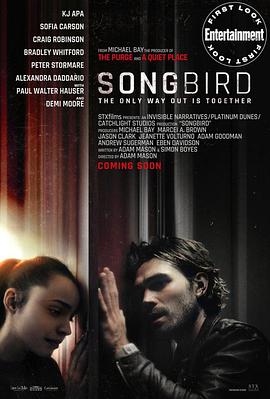 KJ APA
SOFIA CARSON
CRAIG ROBINSON
BRADLEY WHITFORD
PETER STORMARE
ALEXANDRA DADDARIO
WITH
PAUL WALTER HAUSER
AND
DEMI MOORE
FIRST LOOK
Entertainment
FIRST LOOK
FROM MICHAEL BAY THE PRODUCER OF
THE PURGE AND A QUIET PLACE
SONGBIRD
THE ONLY WAY OUT IS TOGETHER
STXfilms PRESENTS AN INVISIBLE NARRATIVES/PLATINUM DUNES/
CATCHLIGHT STUDIOS PRODUCTION "SONGBIRD"
PRODUCERS MICHAEL BAY MARCEI A. BROWN
JASON CLARK JEANETTE VOLTURNO ADAM GOODMAN
ANDREW SUGERMAN EBEN DAVIDSON
WRITTEN BY ADAM MASON & SIMON BOYES
DIRECTED BY ADAM MASON
COMING SOON